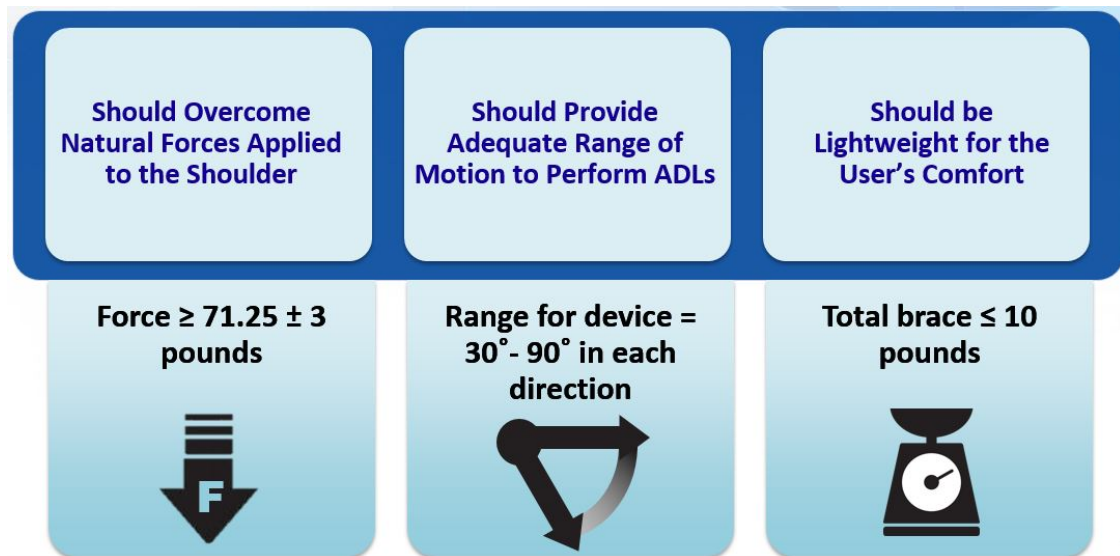 Should Overcome
Natural Forces Applied
to the Shoulder
Should Provide
Adequate Range of
Motion to Perform ADLs
Should be
Lightweight for the
User’s Comfort
Force ≥ 71.25 ± 3
pounds
Range for device =
30˚- 90˚ in each
direction
Total brace ≤ 10
pounds
F